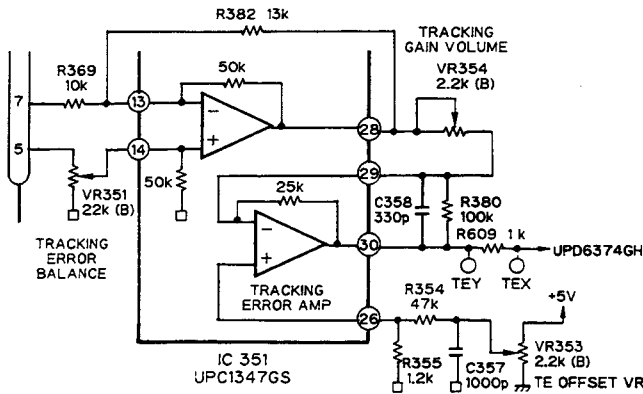 R382 13k
TRACKING
GAIN VOLUME
VR354
2.2k (B)
R369
10k
50k
7
13
28
5
14
50k
29
VR351
22k (B)
25k
C358
330p
R380
100k
R609 1k
30
UPD6374GH
TRACKING
ERROR
BALANCE
TRACKING
ERROR AMP
TEY
TEX
R354
47k
+5V
26
VR353
2.2k (B)
R355
1.2k
C357
1000p
TE OFFSET VR
IC 351
UPC1347GS
−
+
−
+